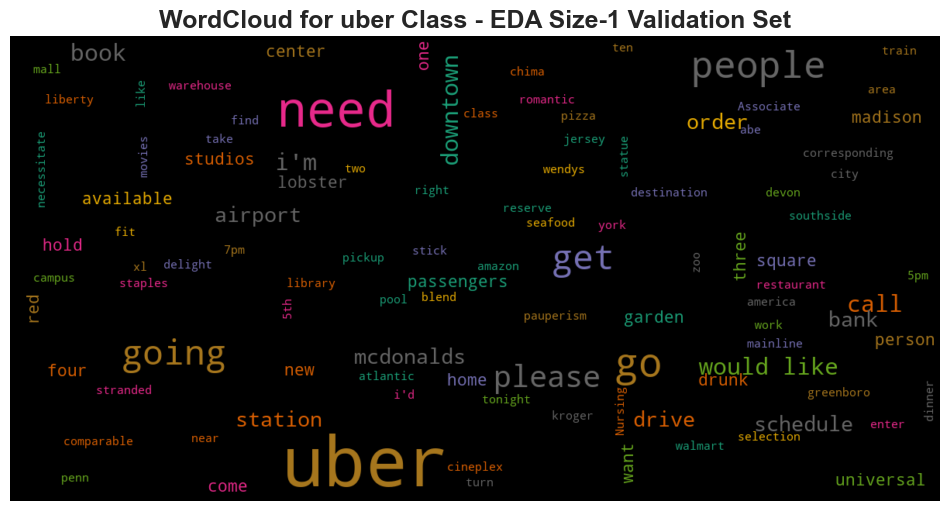 WordCloud for uber Class - EDA Size-1 Validation Set
book
center
one
ten
train
mall
people
chima
downtown
warehouse
like
liberty
need
romantic
area
Associate
find
class
pizza
order
abe
madison
necessitate
movies
take
jersey
statue
studios
i'm
two
wendys
corresponding
city
lobster
right
destination
devon
available
airport
reserve
seafood
york
southside
fit
hold
7pm
stick
get
zoo
three
square
xl
delight
pickup
amazon
campus
staples
library
passengers
restaurant
5pm
red
5th
pool
blend
america
call
pauperism
garden
bank
work
going
mcdonalds
go
mainline
person
four
new
atlantic
home
please
would like
drunk
stranded
i'd
tonight
greenboro
dinner
station
kroger
Nursing
drive
schedule
enter
comparable
near
uber
want
walmart
selection
cineplex
penn
come
turn
universal